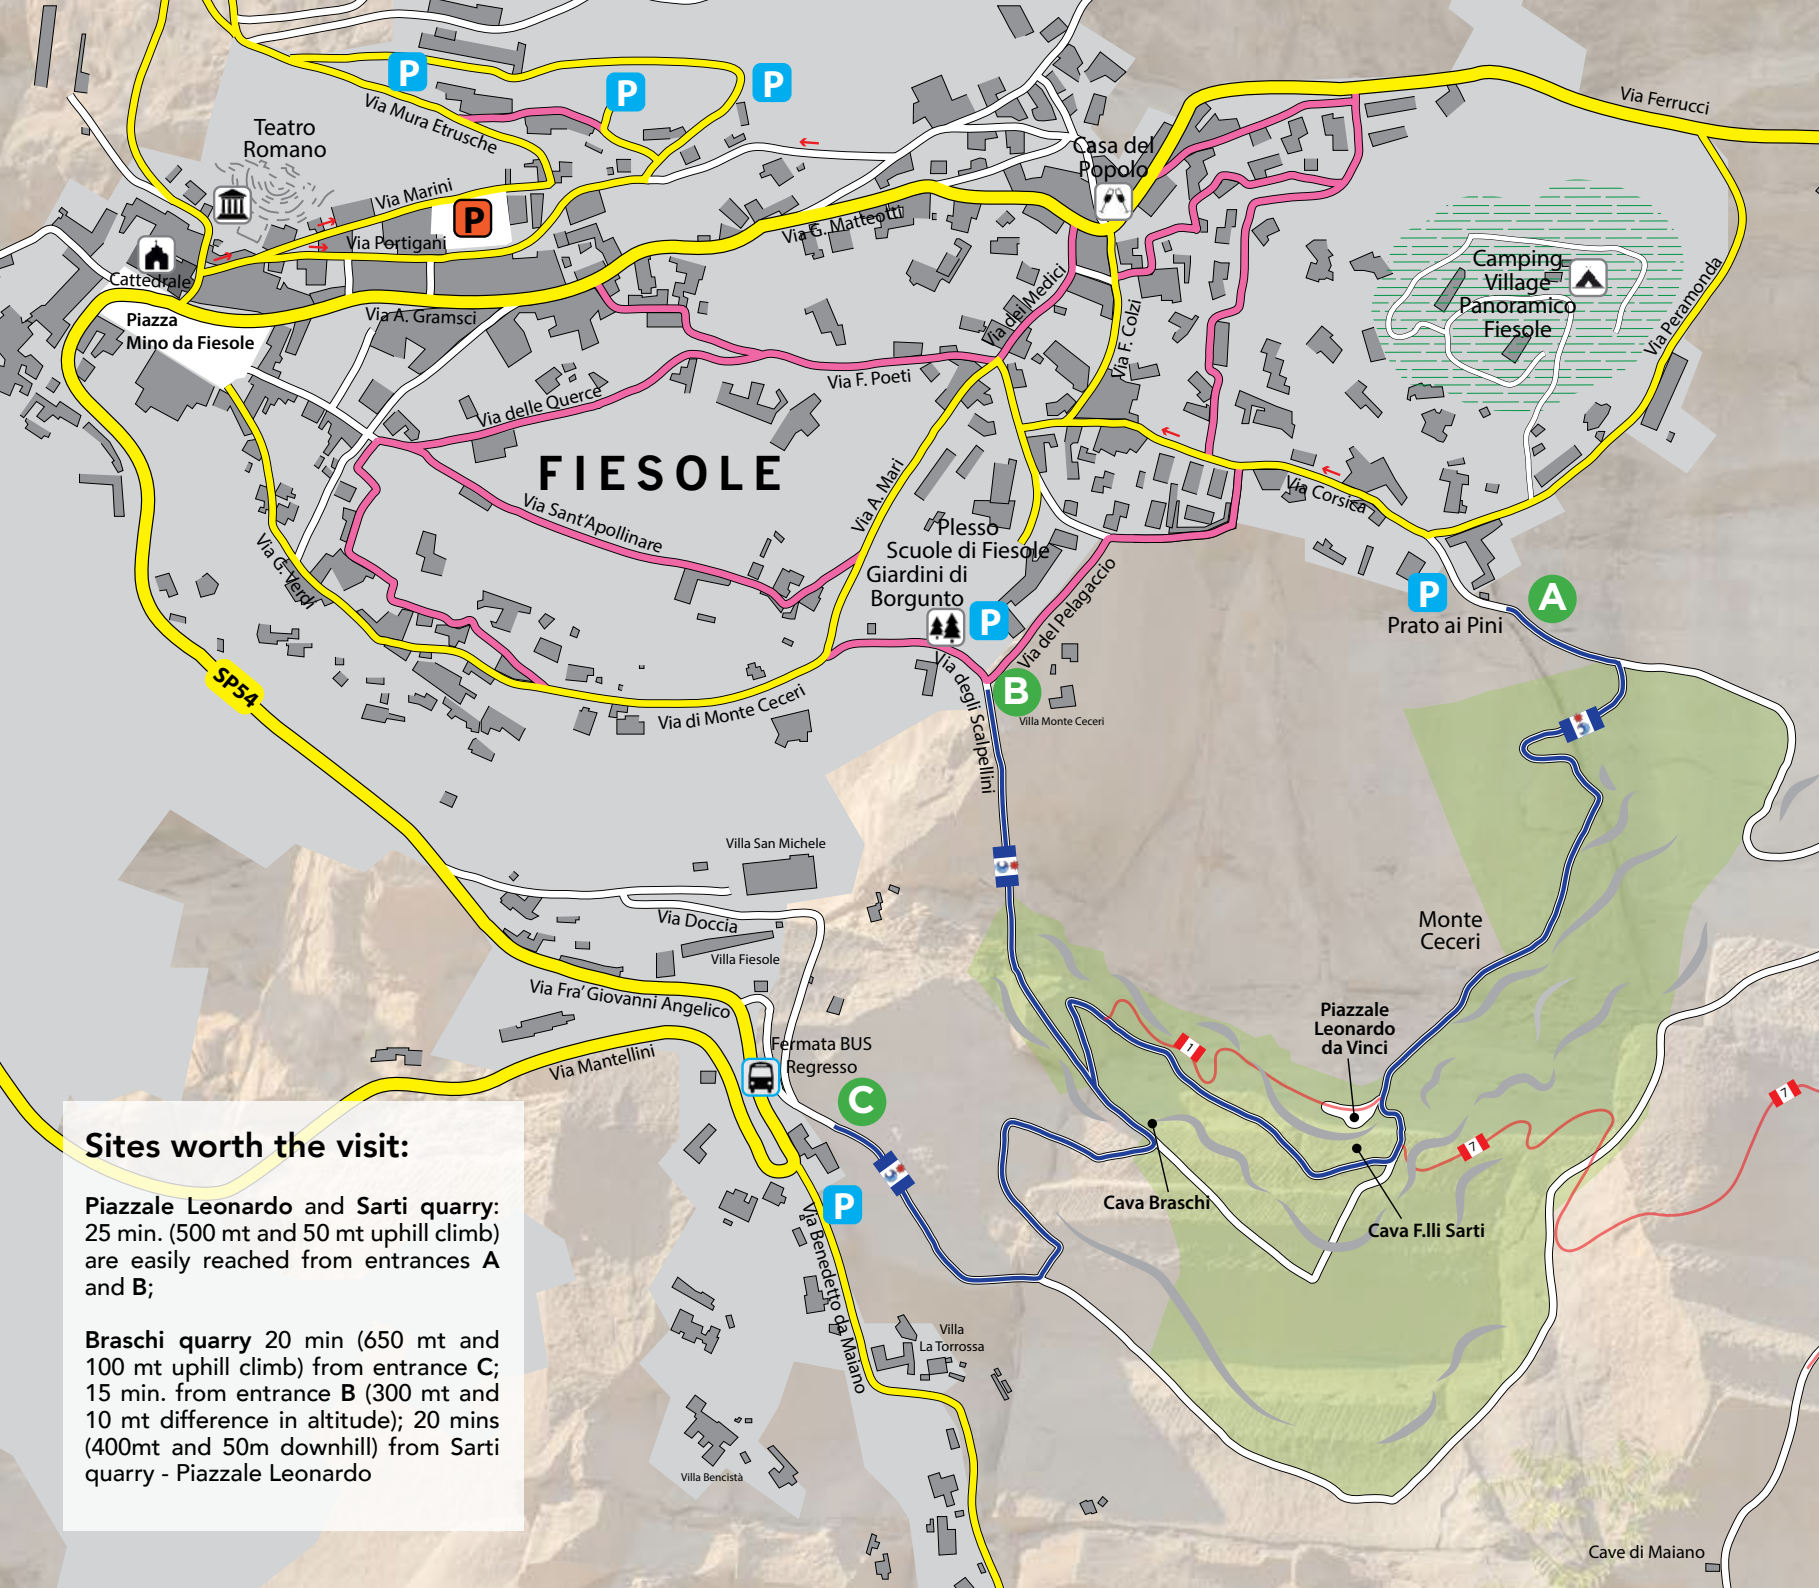 P
P
P
Via Ferrucci
Via Mura Etrusche
Teatro
Romano
Casa del
Popolo
Via Marini
P
Via G. Matteotti
Via Portigani
Cattedrale
Camping
Village
Panoramico
Fiesole
Via Peramonda
Piazza
Mino da Fiesole
Via A. Gramsci
Via dei Medici
Via F. Colzi
Via F. Poeti
Via delle Querce
FIESOLE
Via A. Mari
Via Corsica
Via Sant'Apollinare
Plesso
Scuole di Fiesole
Giardini di
Borgunto
P
Via G. Verdi
Via del Pelagaccio
P
A
Prato ai Pini
SP54
Via degli Scalpellini
B
Villa Monte Ceceri
Via di Monte Ceceri
Villa San Michele
Via Doccia
Villa Fiesole
Monte
Ceceri
Via Fra' Giovanni Angelico
Piazzale
Leonardo
da Vinci
1
Via Mantellini
Fermata BUS
Regresso
C
7
7
Cava Braschi
Cava F.lli Sarti
P
Via Benedetto da Maiano
Villa
La Torrossa
Villa Bencistà
Cave di Maiano
Sites worth the visit:
Piazzale Leonardo and Sarti quarry:
25 min. (500 mt and 50 mt uphill climb)
are easily reached from entrances A
and B;
Braschi quarry 20 min (650 mt and
100 mt uphill climb) from entrance C;
15 min. from entrance B (300 mt and
10 mt difference in altitude); 20 mins
(400mt and 50m downhill) from Sarti
quarry - Piazzale Leonardo